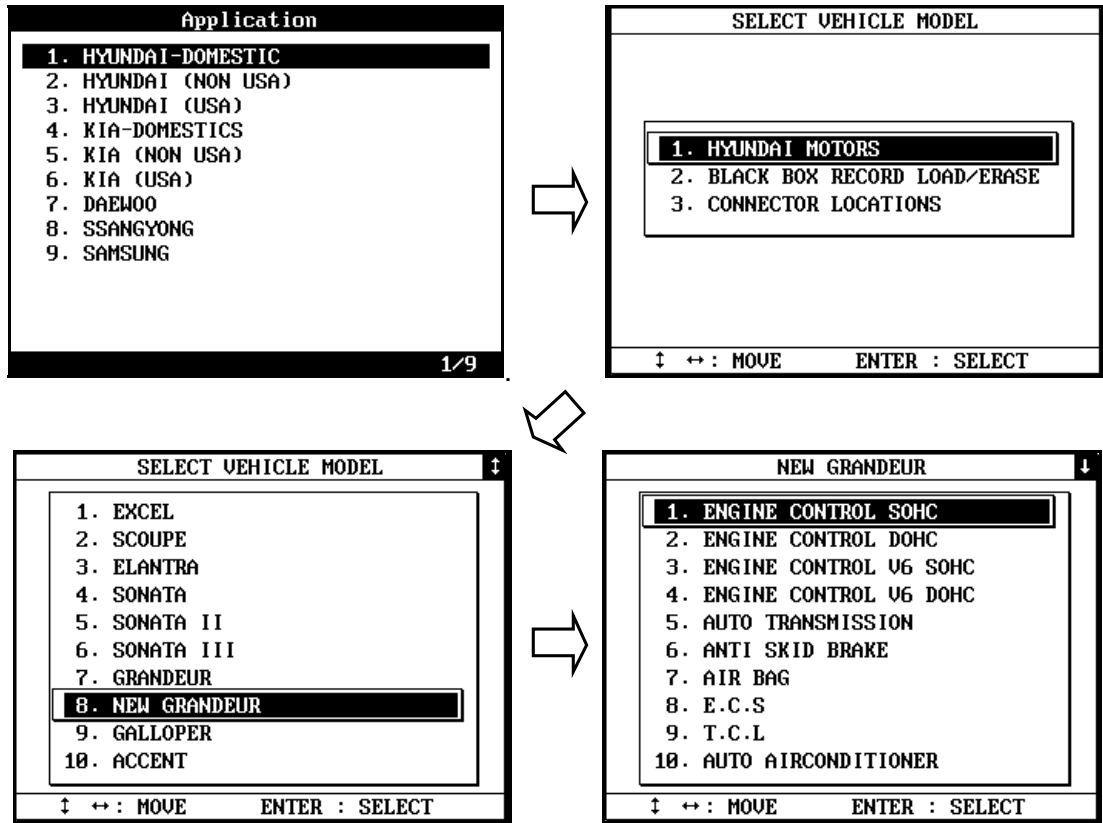 Application
1. HYUNDAI-DOMESTIC
2. HYUNDAI (NON USA)
3. HYUNDAI (USA)
4. KIA-DOMESTICS
5. KIA (NON USA)
6. KIA (USA)
7. DAEWOO
8. SSANGYONG
9. SAMSUNG
1/9
.
SELECT VEHICLE MODEL
1. HYUNDAI MOTORS
2. BLACK BOX RECORD LOAD/ERASE
3. CONNECTOR LOCATIONS
↕ ↔: MOVE ENTER : SELECT
SELECT VEHICLE MODEL ↕
1. EXCEL
2. SCOUPE
3. ELANTRA
4. SONATA
5. SONATA II
6. SONATA III
7. GRANDEUR
8. NEW GRANDEUR
9. GALLOPER
10. ACCENT
↕ ↔: MOVE ENTER : SELECT
NEW GRANDEUR ↓
1. ENGINE CONTROL SOHC
2. ENGINE CONTROL DOHC
3. ENGINE CONTROL V6 SOHC
4. ENGINE CONTROL V6 DOHC
5. AUTO TRANSMISSION
6. ANTI SKID BRAKE
7. AIR BAG
8. E.C.S
9. T.C.L
10. AUTO AIRCONDITIONER
↕ ↔: MOVE ENTER : SELECT